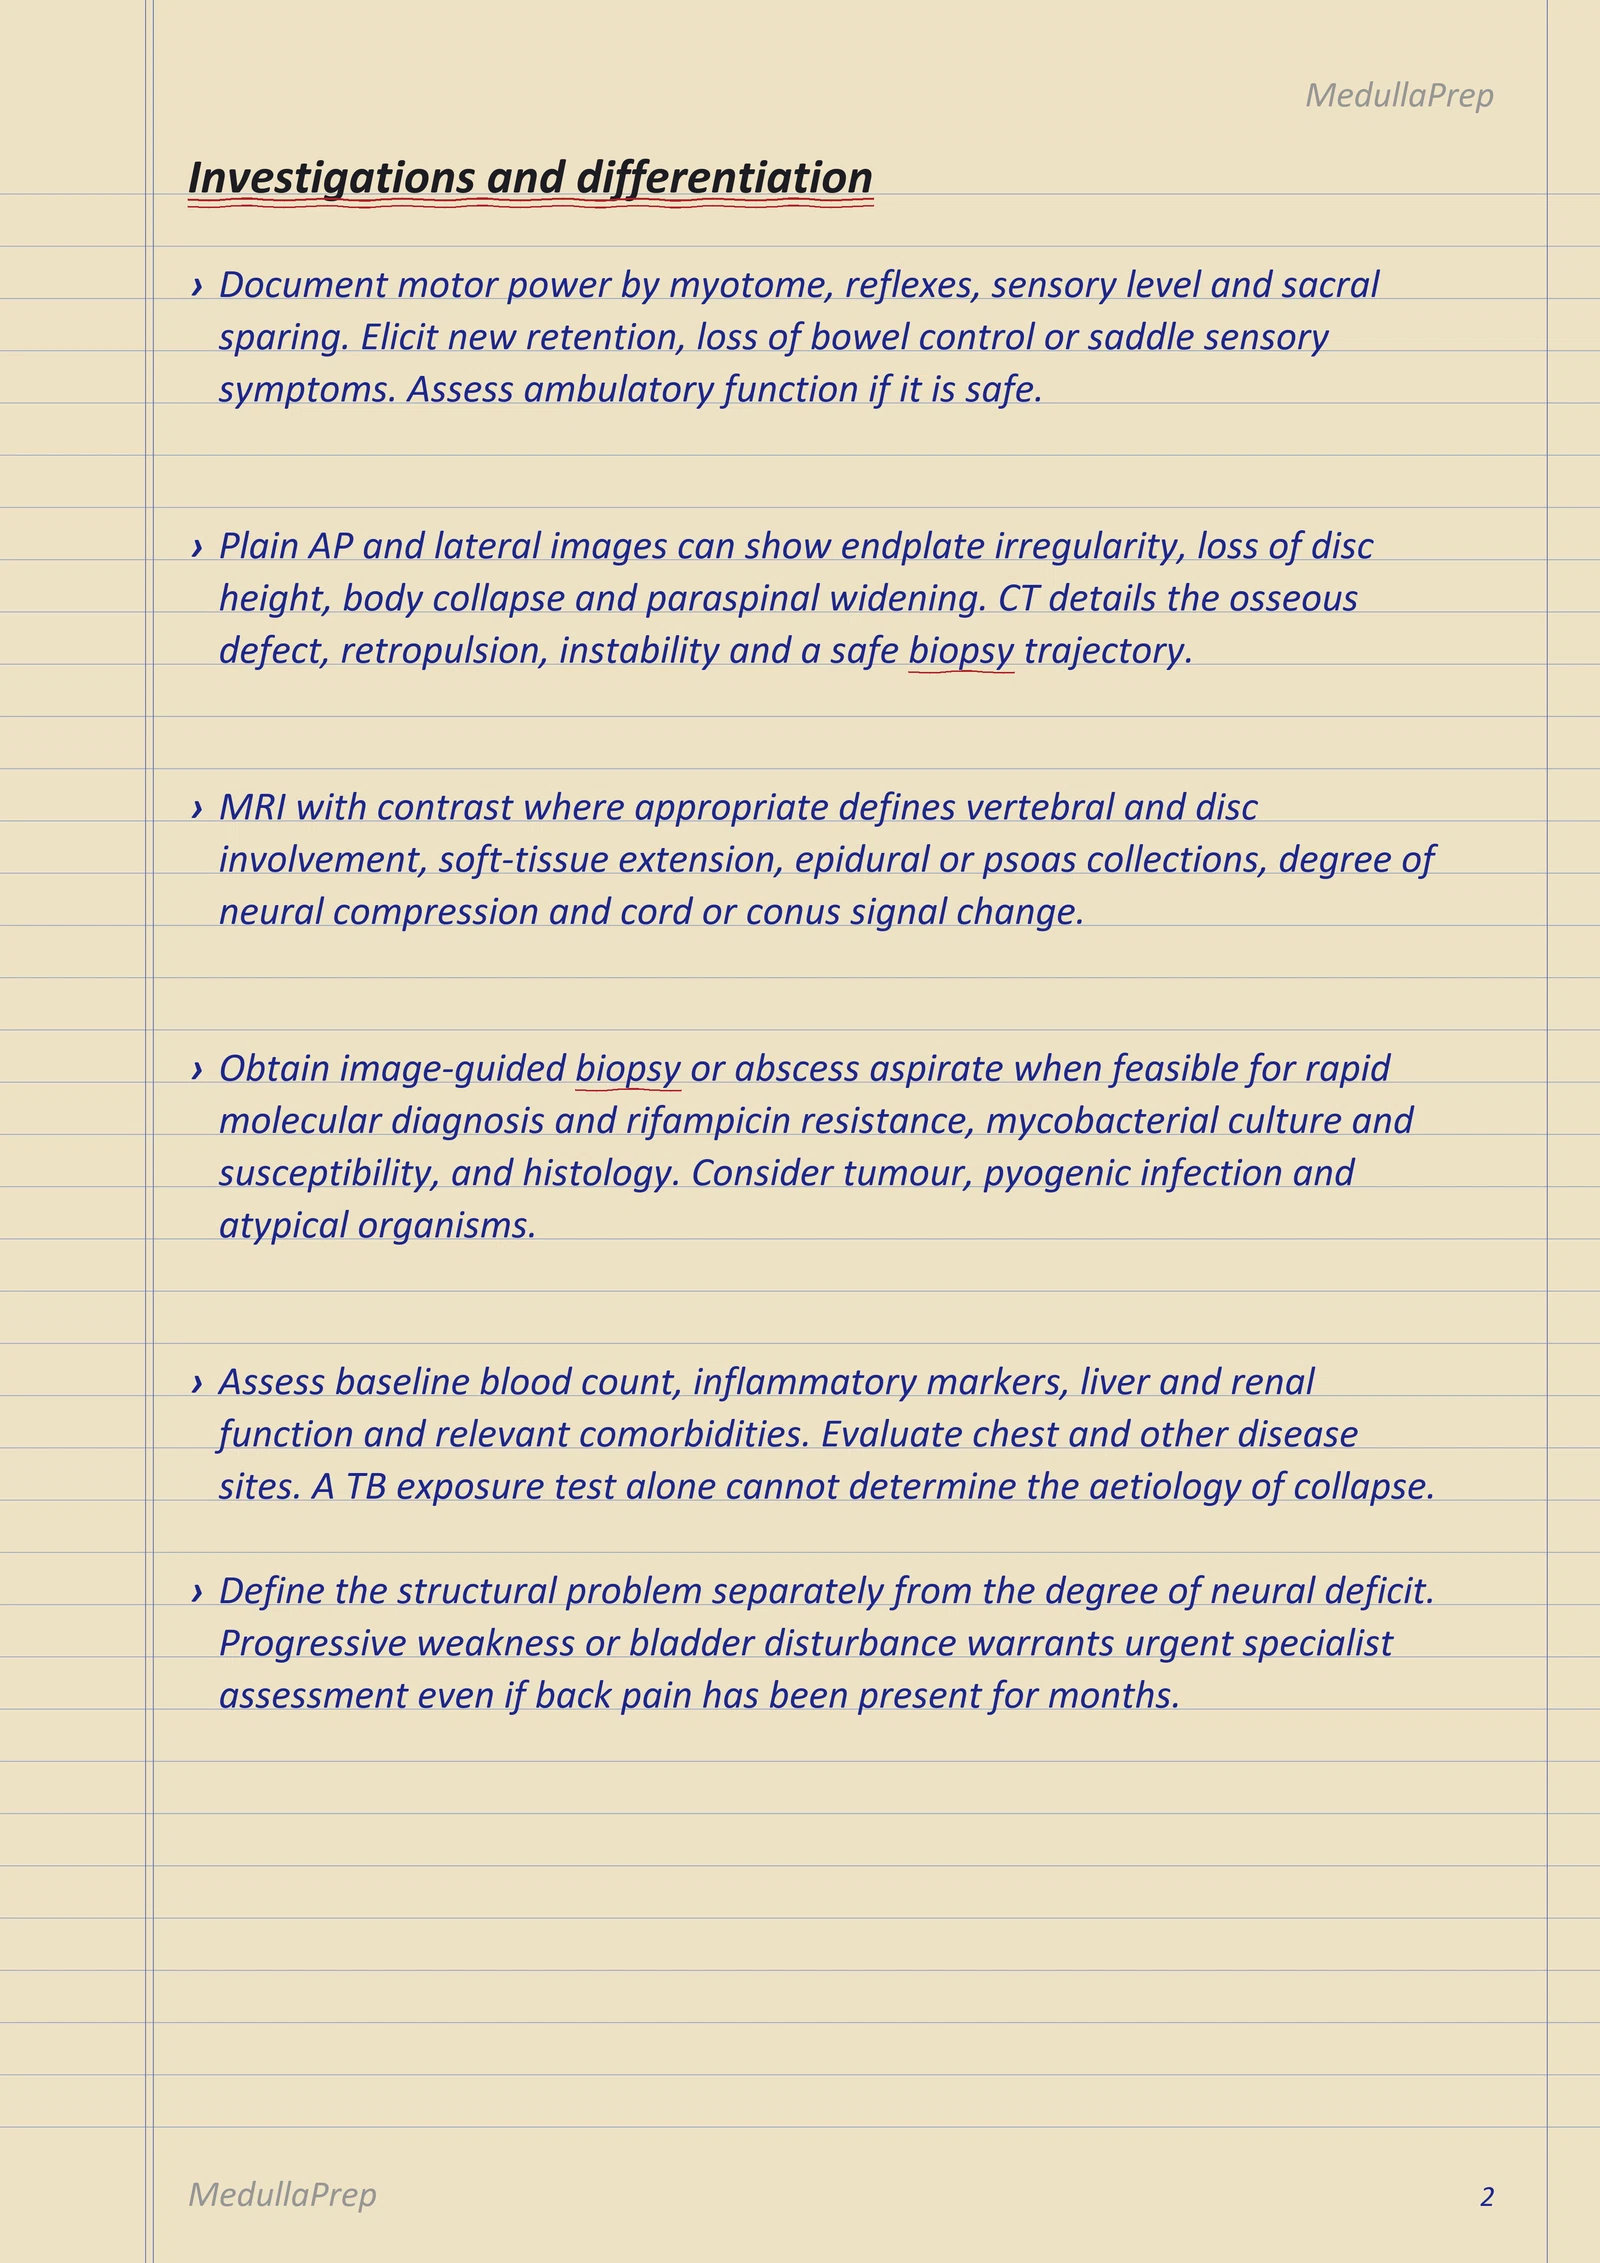 MedullaPrep
Investigations and differentiation
› Document motor power by myotome, reflexes, sensory level and sacral
sparing. Elicit new retention, loss of bowel control or saddle sensory
symptoms. Assess ambulatory function if it is safe.
› Plain AP and lateral images can show endplate irregularity, loss of disc
height, body collapse and paraspinal widening. CT details the osseous
defect, retropulsion, instability and a safe biopsy trajectory.
› MRI with contrast where appropriate defines vertebral and disc
involvement, soft-tissue extension, epidural or psoas collections, degree of
neural compression and cord or conus signal change.
› Obtain image-guided biopsy or abscess aspirate when feasible for rapid
molecular diagnosis and rifampicin resistance, mycobacterial culture and
susceptibility, and histology. Consider tumour, pyogenic infection and
atypical organisms.
› Assess baseline blood count, inflammatory markers, liver and renal
function and relevant comorbidities. Evaluate chest and other disease
sites. A TB exposure test alone cannot determine the aetiology of collapse.
› Define the structural problem separately from the degree of neural deficit.
Progressive weakness or bladder disturbance warrants urgent specialist
assessment even if back pain has been present for months.
MedullaPrep
2